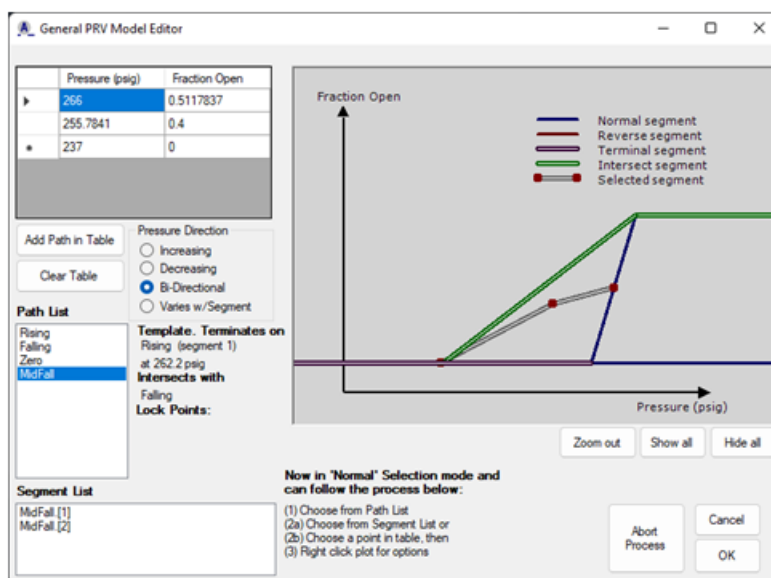 General PRV Model Editor
Pressure (psig) Fraction Open
266 0.5117837
255.7841 0.4
237 0
Add Path in Table
Clear Table
Pressure Direction
Increasing
Decreasing
Bi-Directional
Varies w/Segment
Path List
Rising
Falling
Zero
MidFall
Template. Terminates on
Rising (segment 1)
at 262.2 psig
Intersects with
Falling
Lock Points:
Segment List
MidFall.[1]
MidFall.[2]
Fraction Open
Normal segment
Reverse segment
Terminal segment
Intersect segment
Selected segment
Pressure (psig)
Zoom out Show all Hide all
Now in "Normal" Selection mode and
can follow the process below:
(1) Choose from Path List
(2a) Choose from Segment List or
(2b) Choose a point in table, then
(3) Right click plot for options
Abort
Process
Cancel
OK